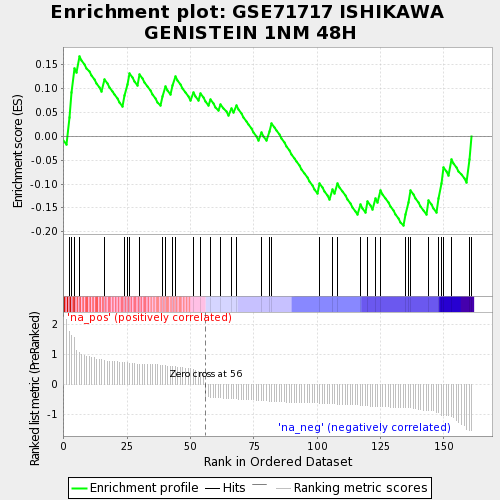 Enrichment plot: GSE71717 ISHIKAWA
GENISTEIN 1NM 48H
Enrichment score (ES)
0.15
0.10
0.05
0.00
-0.05
-0.10
-0.15
-0.20
'na_pos' (positively correlated)
Ranked list metric (PreRanked)
2
1
0
-1
Zero cross at 56
'na_neg' (negatively correlated)
0 25 50 75 100 125 150
Rank in Ordered Dataset
Enrichment profile Hits Ranking metric scores